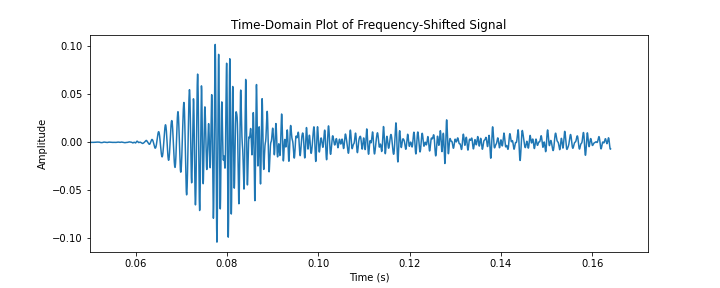 Time-Domain Plot of Frequency-Shifted Signal
0.10
0.05
0.00
−0.05
−0.10
Amplitude
0.06 0.08 0.10 0.12 0.14 0.16
Time (s)